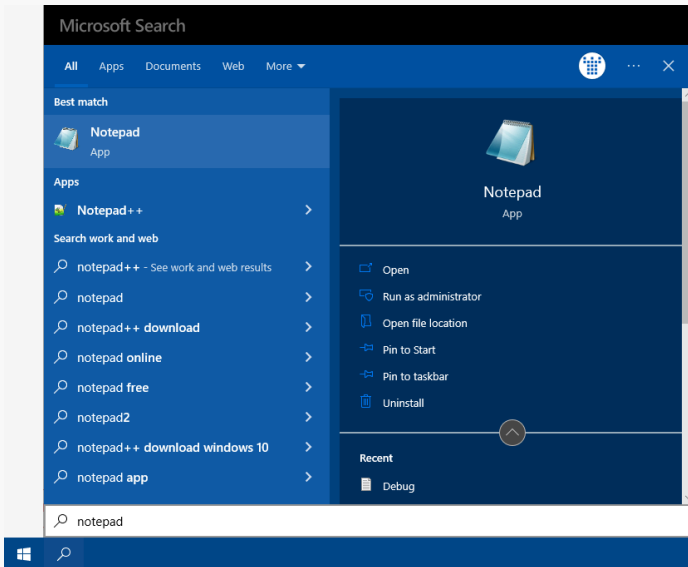 Microsoft Search
All Apps Documents Web More
Best match
Notepad
App
Apps
Notepad++
Search work and web
notepad++ - See work and web results
notepad
notepad++ download
notepad online
notepad free
notepad2
notepad++ download windows 10
notepad app
Notepad
App
Open
Run as administrator
Open file location
Pin to Start
Pin to taskbar
Uninstall
Recent
Debug
notepad